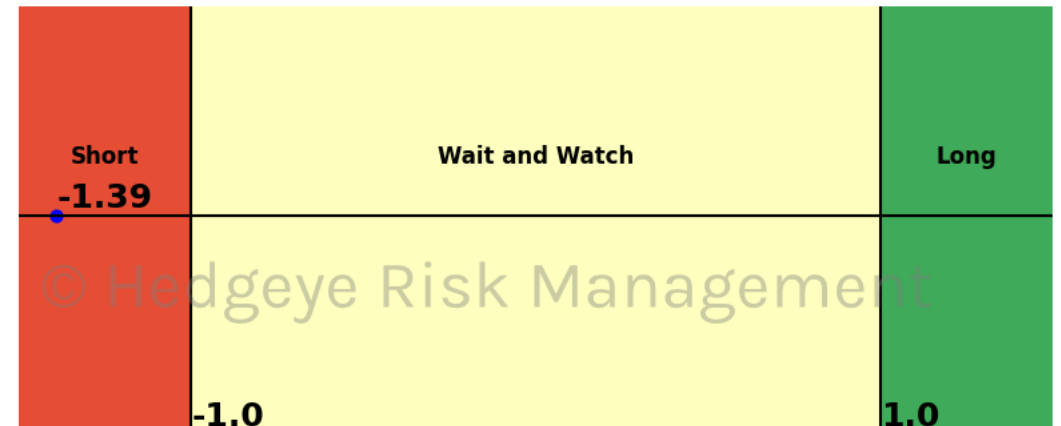 Short
Wait and Watch
Long
-1.39
© Hedgeye Risk Management
-1.0
1.0